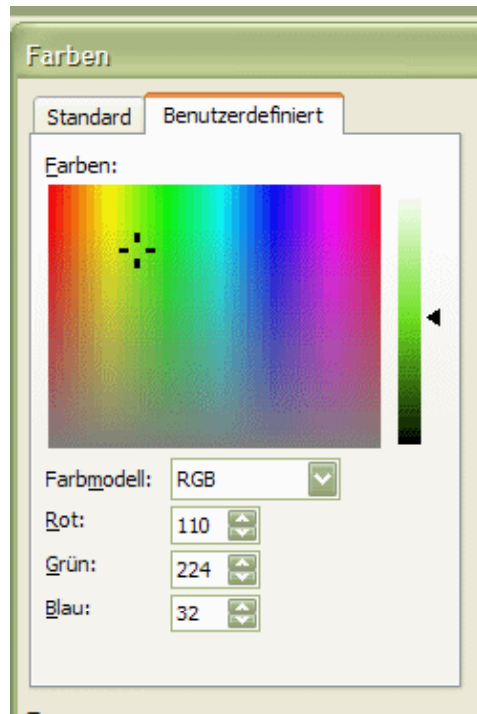 Farben
Standard Benutzerdefiniert
Farben:
Farbmodell: RGB
Rot: 110
Grün: 224
Blau: 32